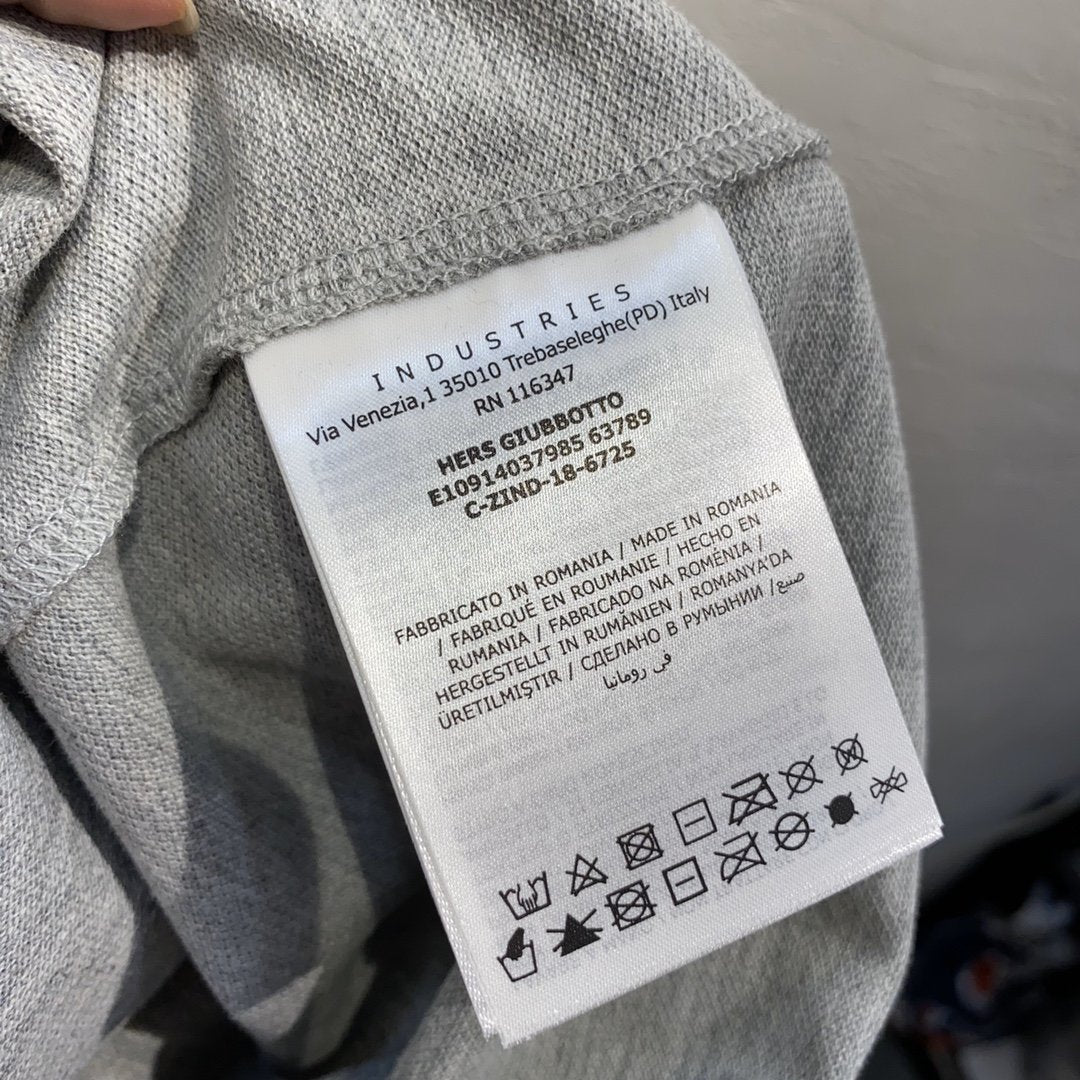 INDUSTRIES
Via Venezia,1 35010 Trebaseleghe(PD) Italy
RN 116347
HERS GIUBBOTTO
E10914037985 63789
C-ZIND-18-6725
FABBRICATO IN ROMANIA / MADE IN ROMANIA
/ FABRIQUÉ EN ROUMANIE / HECHO EN
RUMANIA / FABRICADO NA ROMÉNIA /
HERGESTELLT IN RUMÄNIEN / ROMANYA'DA
ÜRETILMIŞTIR / СДЕЛАНО В РУМЫНИИ / صنع
في رومانيا